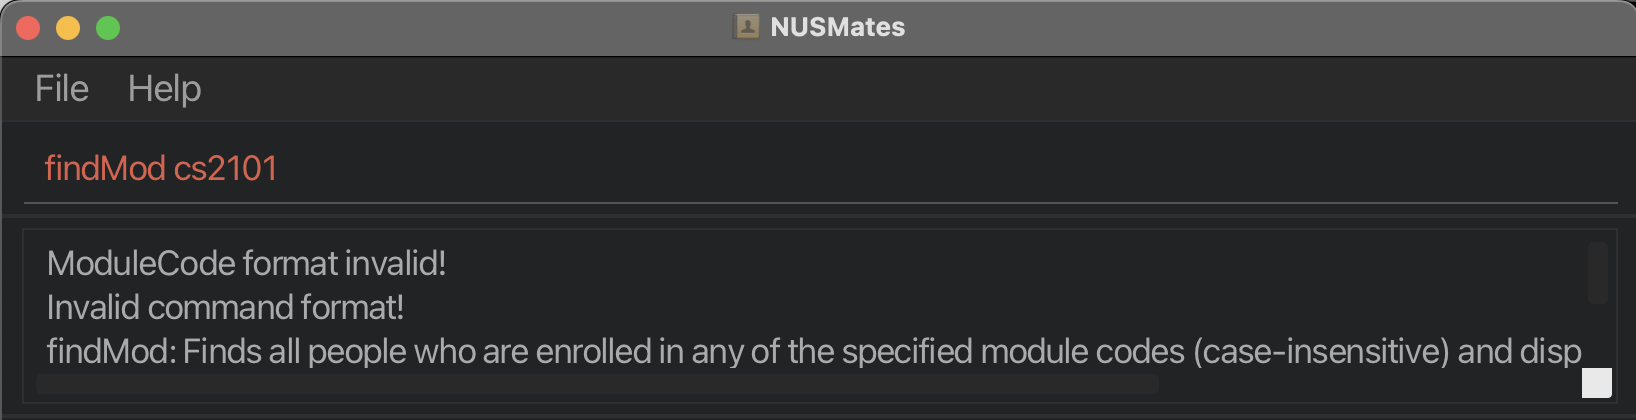 NUSMates
File Help
findMod cs2101
ModuleCode format invalid!
Invalid command format!
findMod: Finds all people who are enrolled in any of the specified module codes (case-insensitive) and disp